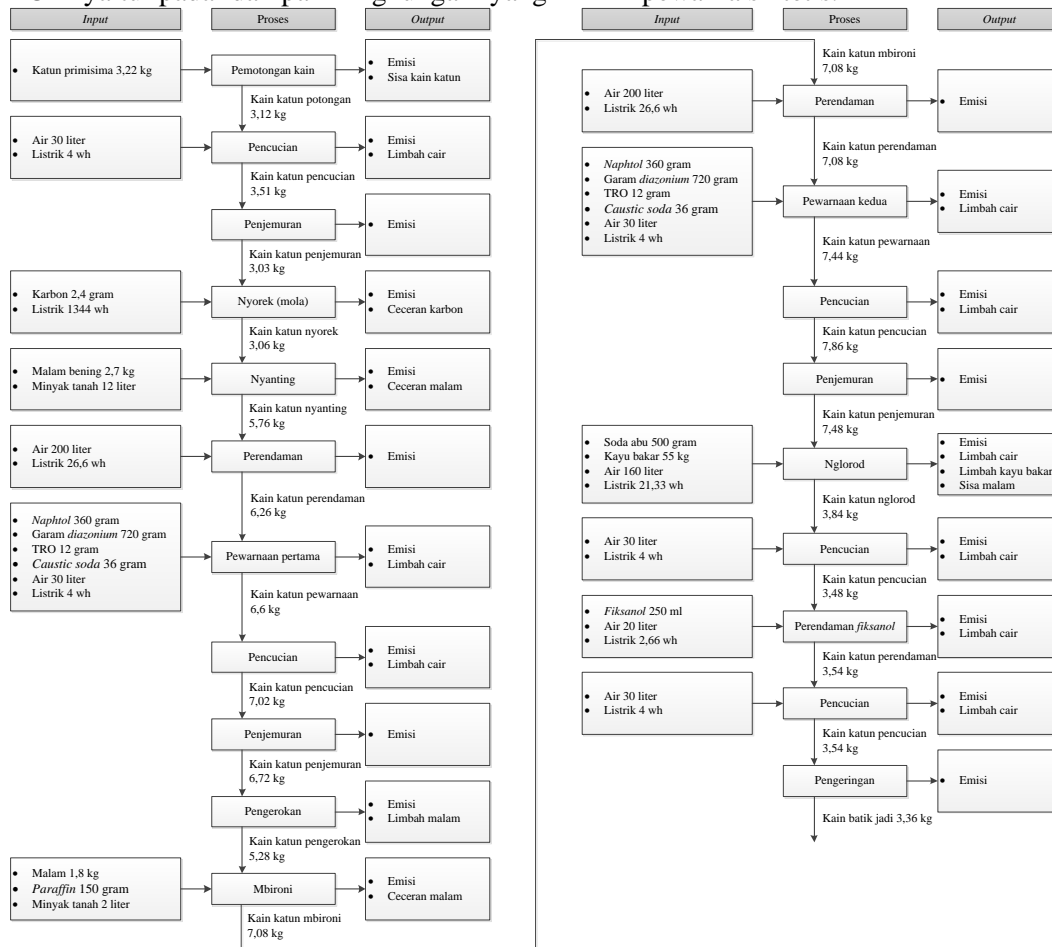 Input Proses Output
• Katun primisima 3,22 kg
Pemotongan kain
• Emisi
• Sisa kain katun
Kain katun potongan
3,12 kg
• Air 30 liter
• Listrik 4 wh
Pencucian
• Emisi
• Limbah cair
Kain katun pencucian
3,51 kg
Penjemuran
• Emisi
Kain katun penjemuran
3,03 kg
• Karbon 2,4 gram
• Listrik 1344 wh
Nyorek (mola)
• Emisi
• Ceceran karbon
Kain katun nyorek
3,06 kg
• Malam bening 2,7 kg
• Minyak tanah 12 liter
Nyanting
• Emisi
• Ceceran malam
Kain katun nyanting
5,76 kg
• Air 200 liter
• Listrik 26,6 wh
Perendaman
• Emisi
Kain katun perendaman
6,26 kg
• Naphtol 360 gram
• Garam diazonium 720 gram
• TRO 12 gram
• Caustic soda 36 gram
• Air 30 liter
• Listrik 4 wh
Pewarnaan pertama
• Emisi
• Limbah cair
Kain katun pewarnaan
6,6 kg
Pencucian
• Emisi
• Limbah cair
Kain katun pencucian
7,02 kg
Penjemuran
• Emisi
Kain katun penjemuran
6,72 kg
Pengerokan
• Emisi
• Limbah malam
Kain katun pengerokan
5,28 kg
• Malam 1,8 kg
• Paraffin 150 gram
• Minyak tanah 2 liter
Mbironi
• Emisi
• Ceceran malam
Kain katun mbironi
7,08 kg
Input Proses Output
Kain katun mbironi
7,08 kg
• Air 200 liter
• Listrik 26,6 wh
Perendaman
• Emisi
Kain katun perendaman
7,08 kg
• Naphtol 360 gram
• Garam diazonium 720 gram
• TRO 12 gram
• Caustic soda 36 gram
• Air 30 liter
• Listrik 4 wh
Pewarnaan kedua
• Emisi
• Limbah cair
Kain katun pewarnaan
7,44 kg
Pencucian
• Emisi
• Limbah cair
Kain katun pencucian
7,86 kg
Penjemuran
• Emisi
Kain katun penjemuran
7,48 kg
• Soda abu 500 gram
• Kayu bakar 55 kg
• Air 160 liter
• Listrik 21,33 wh
Nglorod
• Emisi
• Limbah cair
• Limbah kayu bakar
• Sisa malam
Kain katun nglorod
3,84 kg
• Air 30 liter
• Listrik 4 wh
Pencucian
• Emisi
• Limbah cair
Kain katun pencucian
3,48 kg
• Fiksanol 250 ml
• Air 20 liter
• Listrik 2,66 wh
Perendaman fiksanol
• Emisi
• Limbah cair
Kain katun perendaman
3,54 kg
• Air 30 liter
• Listrik 4 wh
Pencucian
• Emisi
• Limbah cair
Kain katun pencucian
3,54 kg
Pengeringan
• Emisi
Kain batik jadi 3,36 kg